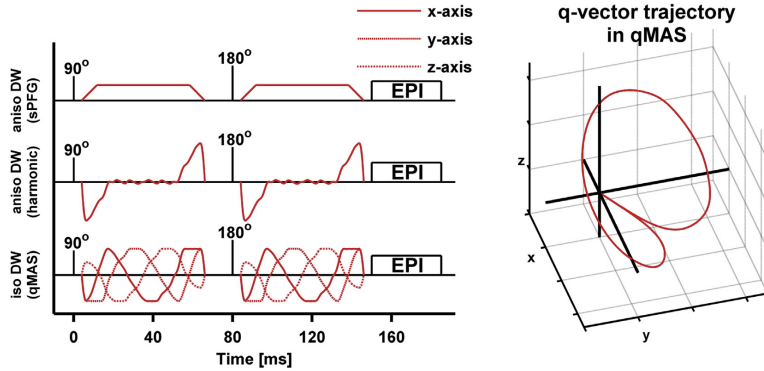 x-axis
y-axis
z-axis
aniso DW
(sPFG)
90°
180°
EPI
aniso DW
(harmonic)
90°
180°
EPI
iso DW
(qMAS)
90°
180°
EPI
0
40
80
120
160
Time [ms]
q-vector trajectory
in qMAS
z
x
y